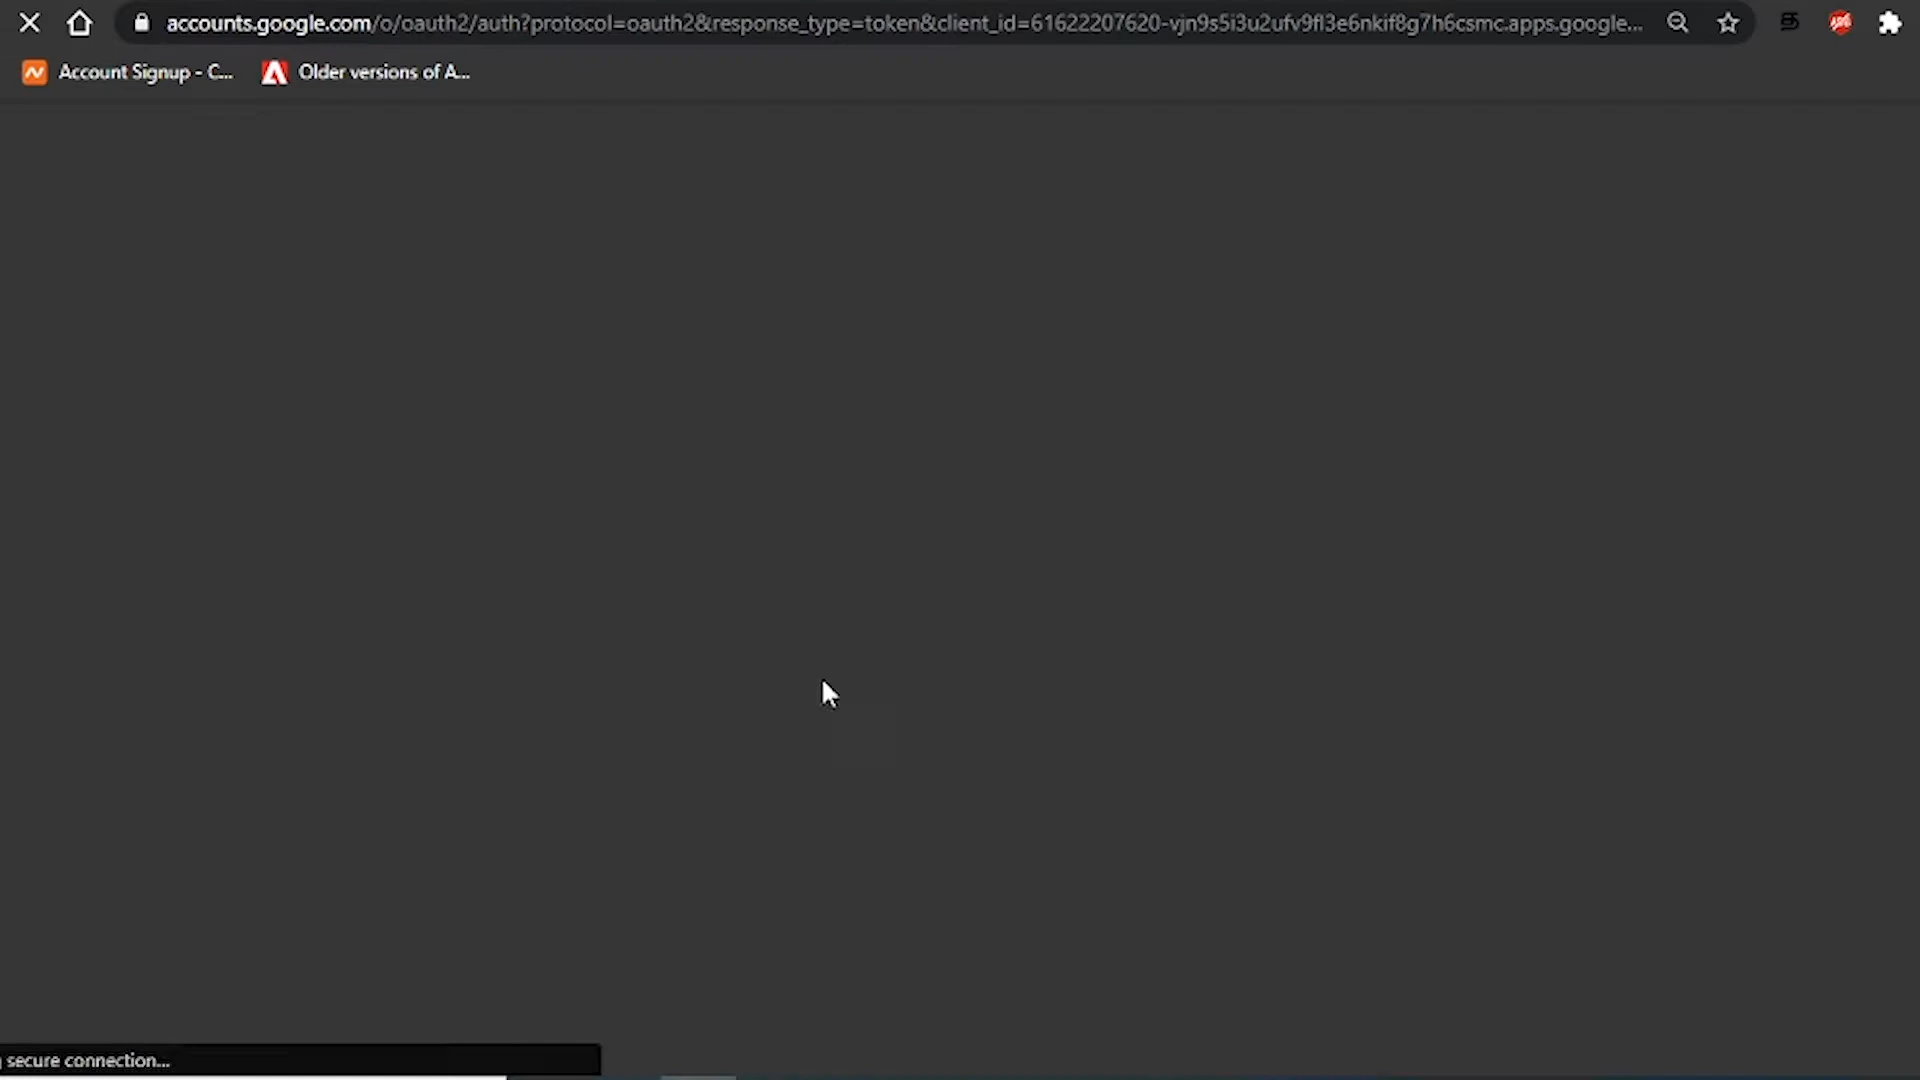 accounts.google.com/o/oauth2/auth?protocol=oauth2&response_type=token&client_id=61622207620-vjn9s5i3u2ufv9fl3e6nkif8g7h6csmc.apps.google...
Account Signup - C... Older versions of A...
secure connection...